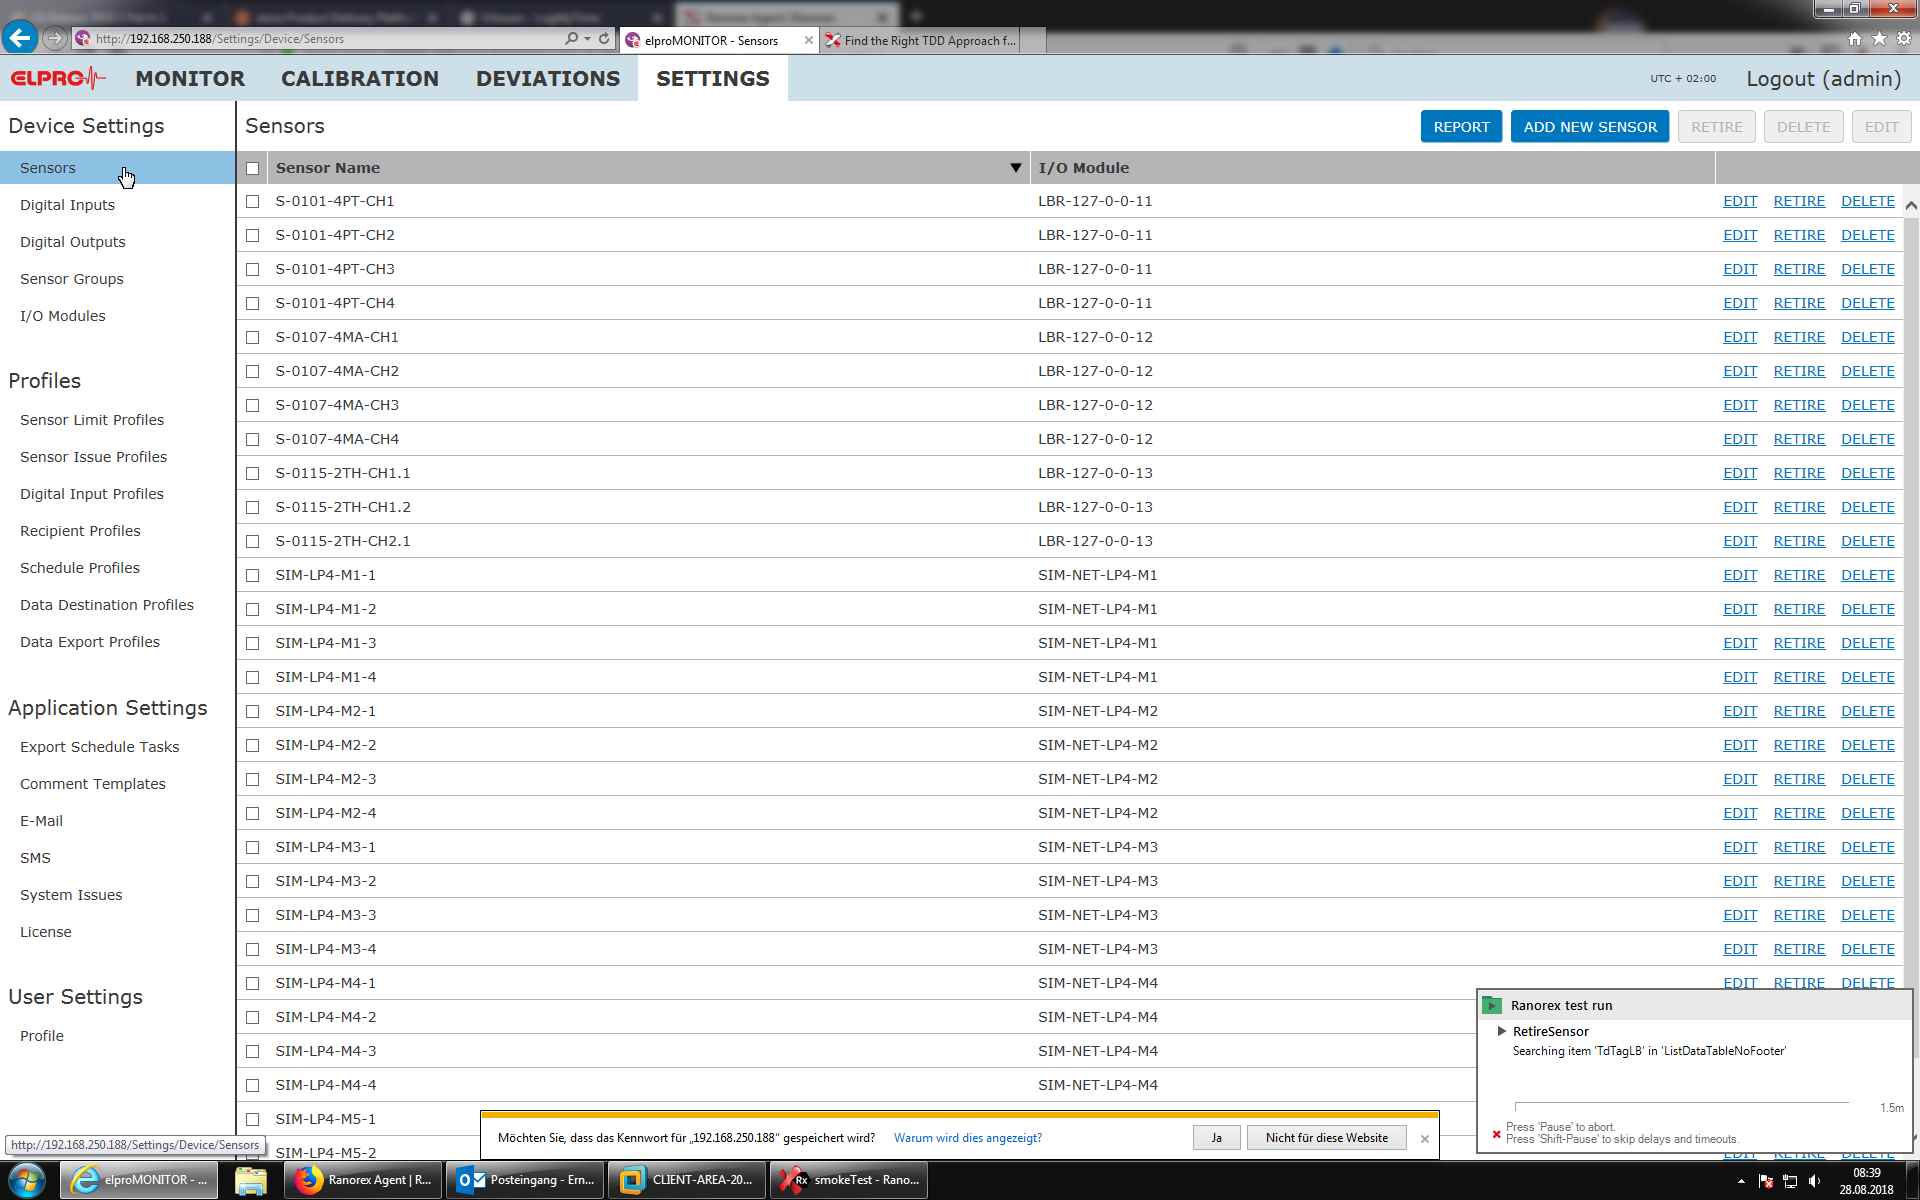 http://192.168.250.188/Settings/Device/Sensors
elproMONITOR - Sensors
Find the Right TDD Approach f...
ELPRO
MONITOR
CALIBRATION
DEVIATIONS
SETTINGS
UTC + 02:00
Logout (admin)
Device Settings
Sensors
Digital Inputs
Digital Outputs
Sensor Groups
I/O Modules
Profiles
Sensor Limit Profiles
Sensor Issue Profiles
Digital Input Profiles
Recipient Profiles
Schedule Profiles
Data Destination Profiles
Data Export Profiles
Application Settings
Export Schedule Tasks
Comment Templates
E-Mail
SMS
System Issues
License
User Settings
Profile
http://192.168.250.188/Settings/Device/Sensors
Sensors
REPORT
ADD NEW SENSOR
RETIRE
DELETE
EDIT
Sensor Name ▼ I/O Module
S-0101-4PT-CH1 LBR-127-0-0-11 EDIT RETIRE DELETE
S-0101-4PT-CH2 LBR-127-0-0-11 EDIT RETIRE DELETE
S-0101-4PT-CH3 LBR-127-0-0-11 EDIT RETIRE DELETE
S-0101-4PT-CH4 LBR-127-0-0-11 EDIT RETIRE DELETE
S-0107-4MA-CH1 LBR-127-0-0-12 EDIT RETIRE DELETE
S-0107-4MA-CH2 LBR-127-0-0-12 EDIT RETIRE DELETE
S-0107-4MA-CH3 LBR-127-0-0-12 EDIT RETIRE DELETE
S-0107-4MA-CH4 LBR-127-0-0-12 EDIT RETIRE DELETE
S-0115-2TH-CH1.1 LBR-127-0-0-13 EDIT RETIRE DELETE
S-0115-2TH-CH1.2 LBR-127-0-0-13 EDIT RETIRE DELETE
S-0115-2TH-CH2.1 LBR-127-0-0-13 EDIT RETIRE DELETE
SIM-LP4-M1-1 SIM-NET-LP4-M1 EDIT RETIRE DELETE
SIM-LP4-M1-2 SIM-NET-LP4-M1 EDIT RETIRE DELETE
SIM-LP4-M1-3 SIM-NET-LP4-M1 EDIT RETIRE DELETE
SIM-LP4-M1-4 SIM-NET-LP4-M1 EDIT RETIRE DELETE
SIM-LP4-M2-1 SIM-NET-LP4-M2 EDIT RETIRE DELETE
SIM-LP4-M2-2 SIM-NET-LP4-M2 EDIT RETIRE DELETE
SIM-LP4-M2-3 SIM-NET-LP4-M2 EDIT RETIRE DELETE
SIM-LP4-M2-4 SIM-NET-LP4-M2 EDIT RETIRE DELETE
SIM-LP4-M3-1 SIM-NET-LP4-M3 EDIT RETIRE DELETE
SIM-LP4-M3-2 SIM-NET-LP4-M3 EDIT RETIRE DELETE
SIM-LP4-M3-3 SIM-NET-LP4-M3 EDIT RETIRE DELETE
SIM-LP4-M3-4 SIM-NET-LP4-M3 EDIT RETIRE DELETE
SIM-LP4-M4-1 SIM-NET-LP4-M4 EDIT RETIRE DELETE
SIM-LP4-M4-2 SIM-NET-LP4-M4
SIM-LP4-M4-3 SIM-NET-LP4-M4
SIM-LP4-M4-4 SIM-NET-LP4-M4
SIM-LP4-M5-1
SIM-LP4-M5-2 EDIT RETIRE DELETE
Ranorex test run
RetireSensor
Searching item 'TdTagLB' in 'ListDataTableNoFooter'
1.5m
Press 'Pause' to abort.
Press 'Shift-Pause' to skip delays and timeouts.
Möchten Sie, dass das Kennwort für „192.168.250.188“ gespeichert wird?
Warum wird dies angezeigt?
Ja
Nicht für diese Website
elproMONITOR - ...
Ranorex Agent | R...
Posteingang - Ern...
CLIENT-AREA-20...
Rx
smokeTest - Rano...
08:39
28.08.2018